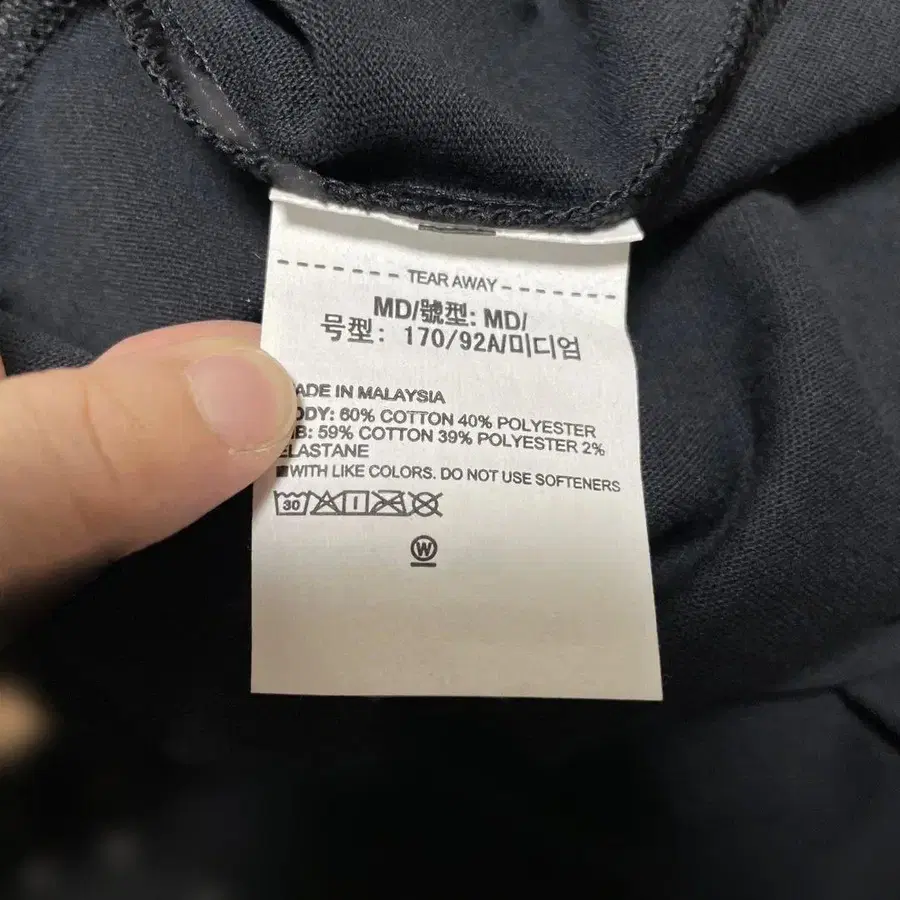 TEAR AWAY
MD/號型: MD/
号型: 170/92A/미디엄
ADE IN MALAYSIA
ODY: 60% COTTON 40% POLYESTER
IB: 59% COTTON 39% POLYESTER 2%
ELASTANE
WITH LIKE COLORS. DO NOT USE SOFTENERS
30
W